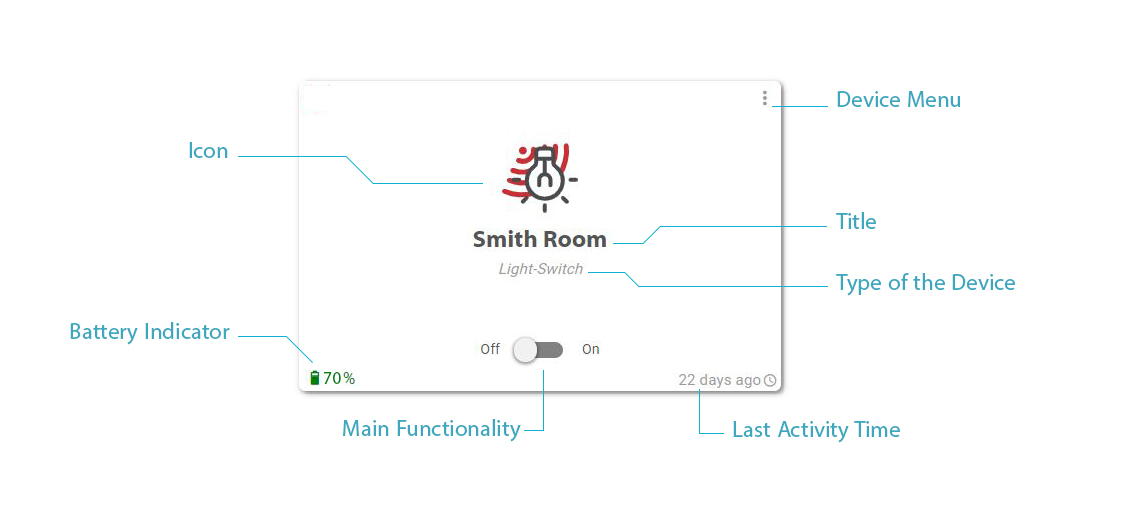 Device Menu
Icon
Title
Smith Room
Light-Switch
Type of the Device
Battery Indicator
Off
On
70%
22 days ago
Main Functionality
Last Activity Time